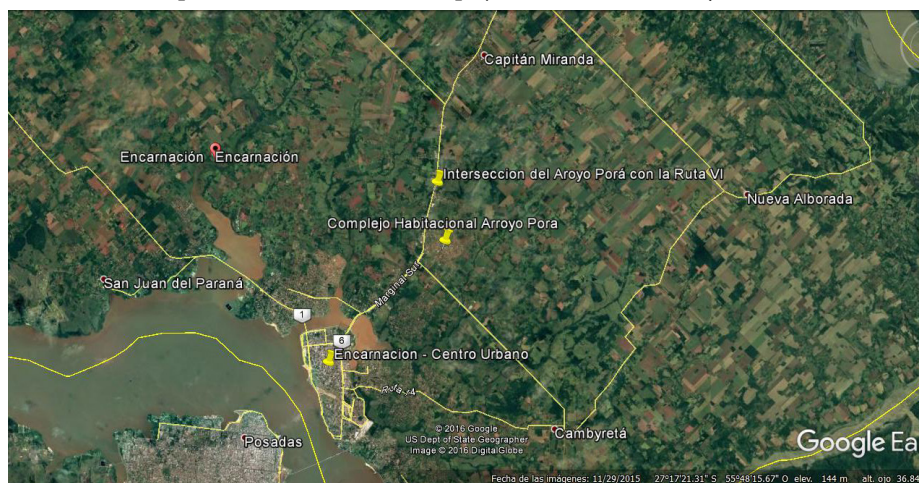 Capitán Miranda
Encarnación Encarnación
Interseccion del Aroyo Porá con la Ruta VI
Nueva Alborada
Complejo Habitacional Arroyo Pora
San Juan del Paraná
Marginal Sur
1
6
Encarnacion - Centro Urbano
Posadas
Cambyretá
© 2016 Google
US Dept of State Geographer
Image © 2016 DigitalGlobe
Google Ea
Fecha de las imágenes: 11/29/2015 27°17'21.31" S 55°48'15.67" O elev. 144 m alt. ojo 36.84